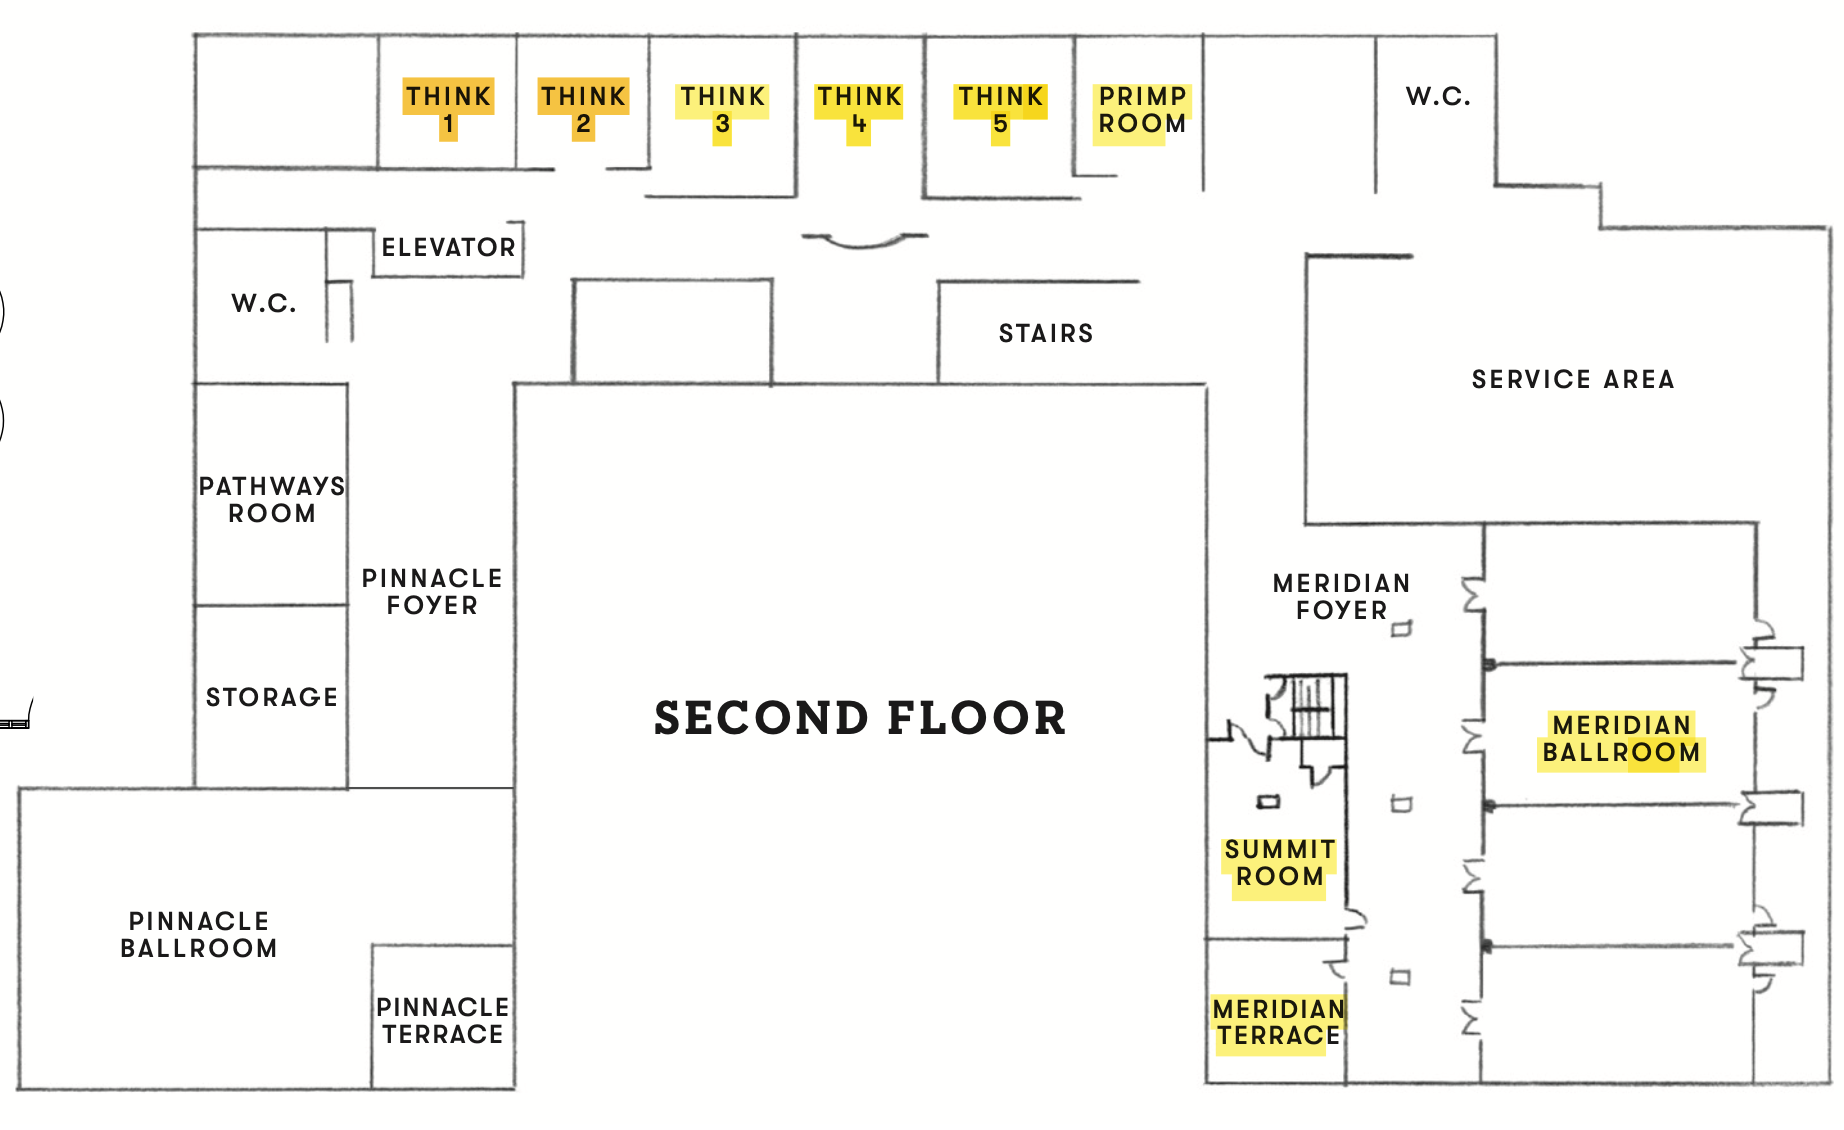 THINK
1
THINK
2
THINK
3
THINK
4
THINK
5
PRIMP
ROOM
W.C.
ELEVATOR
W.C.
STAIRS
SERVICE AREA
PATHWAYS
ROOM
PINNACLE
FOYER
MERIDIAN
FOYER
STORAGE
SECOND FLOOR
MERIDIAN
BALLROOM
SUMMIT
ROOM
PINNACLE
BALLROOM
PINNACLE
TERRACE
MERIDIAN
TERRACE